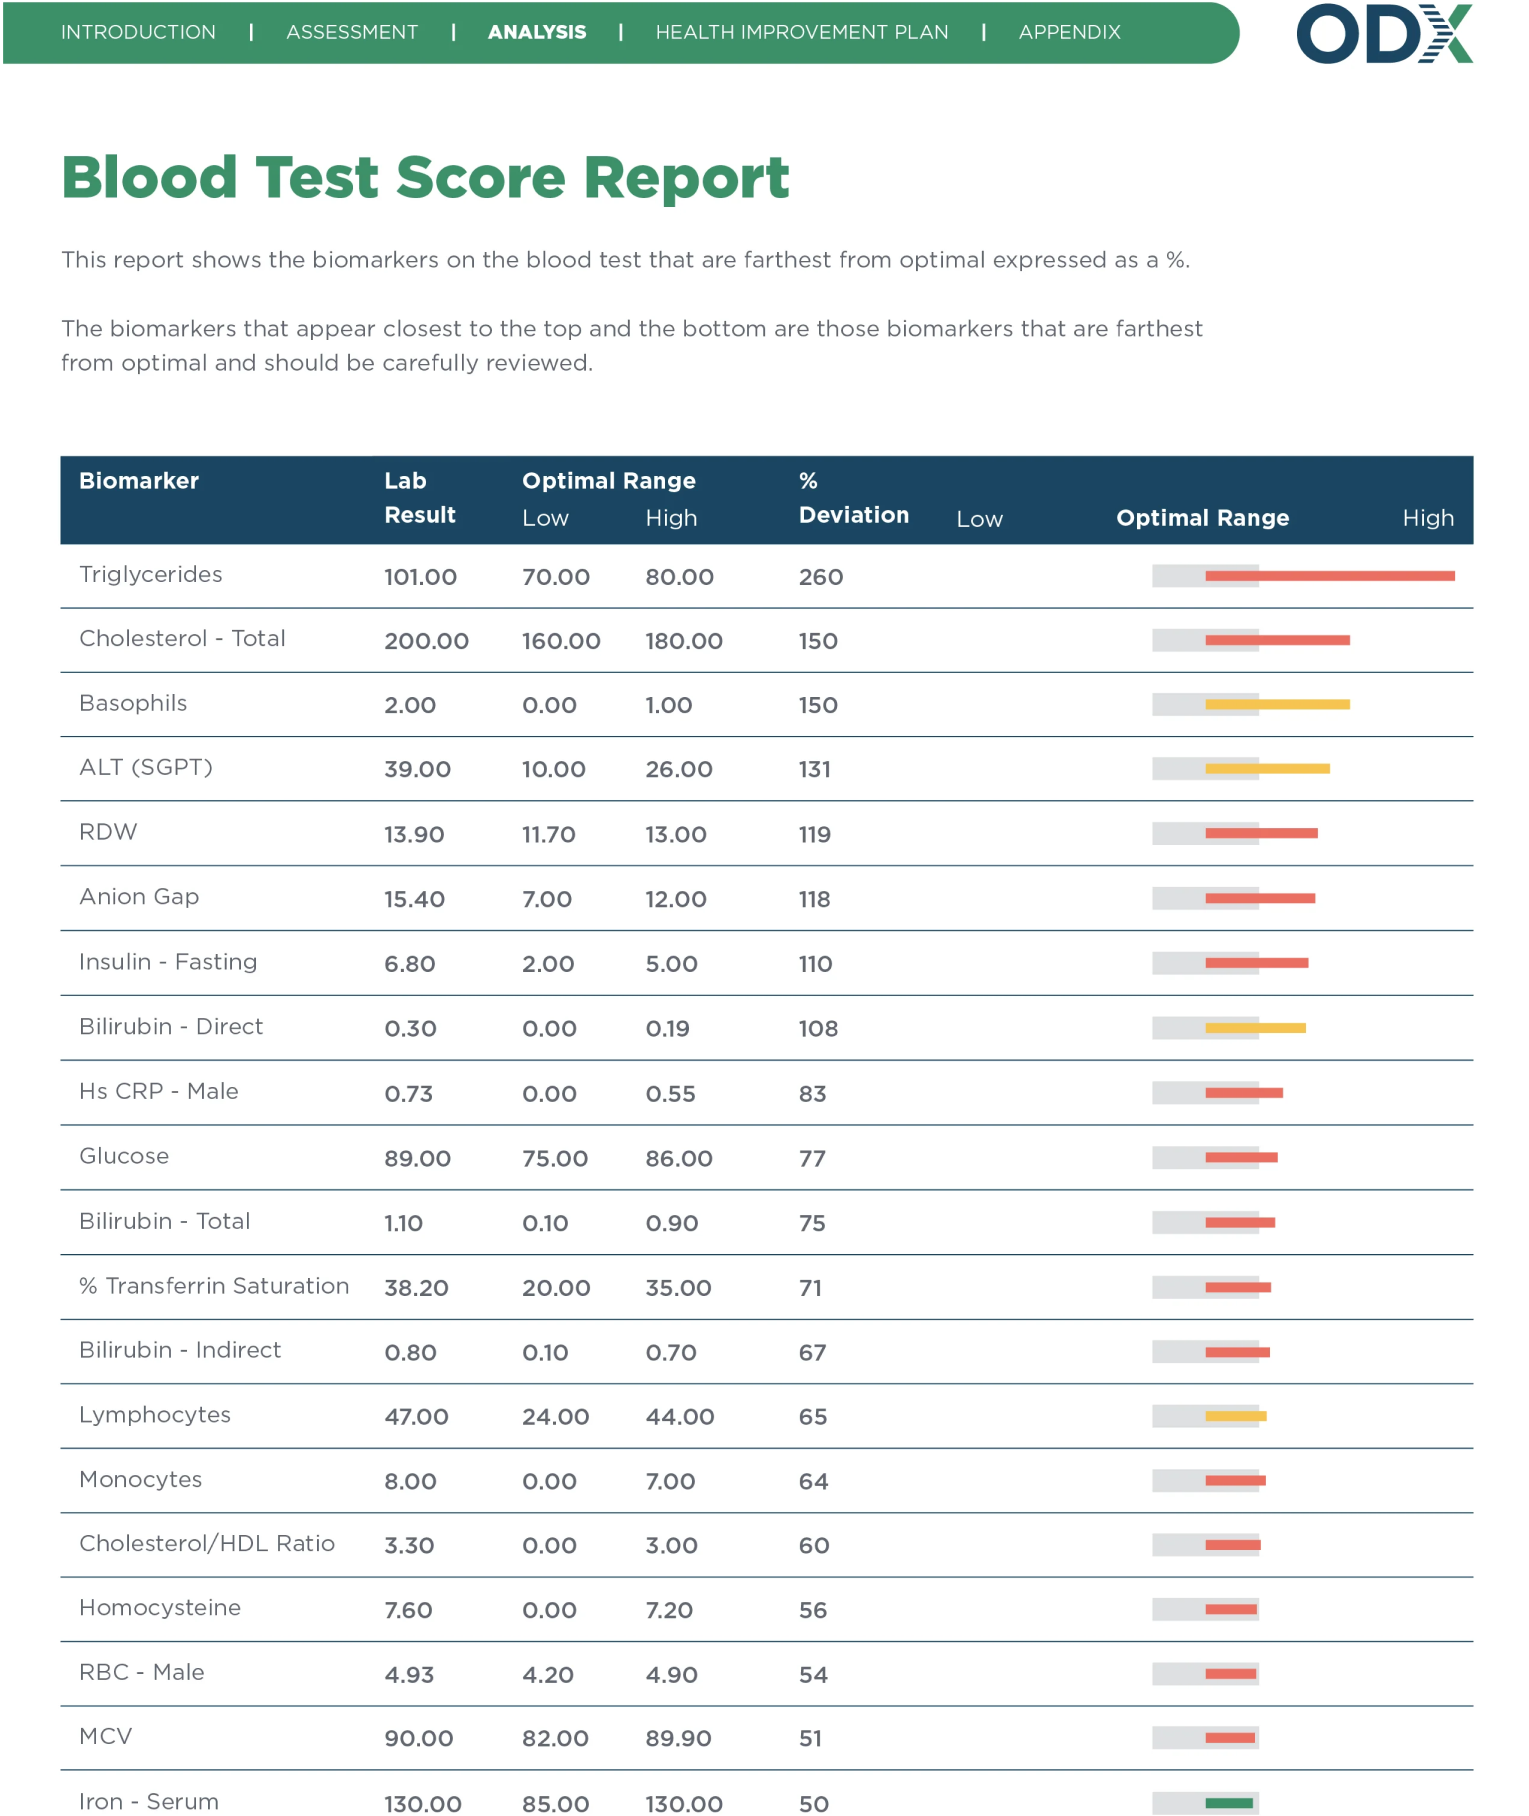 INTRODUCTION | ASSESSMENT | ANALYSIS | HEALTH IMPROVEMENT PLAN | APPENDIX
ODX
Blood Test Score Report
This report shows the biomarkers on the blood test that are farthest from optimal expressed as a %.
The biomarkers that appear closest to the top and the bottom are those biomarkers that are farthest
from optimal and should be carefully reviewed.
Biomarker Lab Optimal Range %
Result Low High Deviation Low Optimal Range High
Triglycerides 101.00 70.00 80.00 260
Cholesterol - Total 200.00 160.00 180.00 150
Basophils 2.00 0.00 1.00 150
ALT (SGPT) 39.00 10.00 26.00 131
RDW 13.90 11.70 13.00 119
Anion Gap 15.40 7.00 12.00 118
Insulin - Fasting 6.80 2.00 5.00 110
Bilirubin - Direct 0.30 0.00 0.19 108
Hs CRP - Male 0.73 0.00 0.55 83
Glucose 89.00 75.00 86.00 77
Bilirubin - Total 1.10 0.10 0.90 75
% Transferrin Saturation 38.20 20.00 35.00 71
Bilirubin - Indirect 0.80 0.10 0.70 67
Lymphocytes 47.00 24.00 44.00 65
Monocytes 8.00 0.00 7.00 64
Cholesterol/HDL Ratio 3.30 0.00 3.00 60
Homocysteine 7.60 0.00 7.20 56
RBC - Male 4.93 4.20 4.90 54
MCV 90.00 82.00 89.90 51
Iron - Serum 130.00 85.00 130.00 50